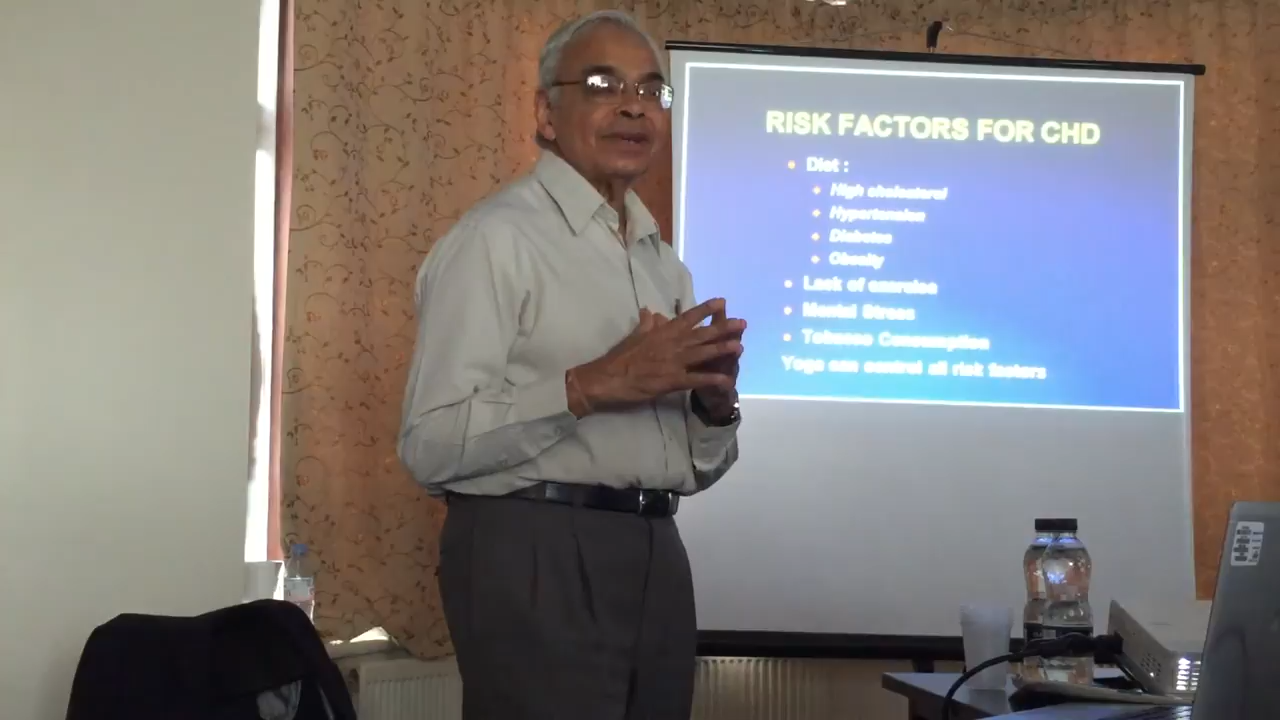 RISK FACTORS FOR CHD
Diet :
High cholesterol
Hypertension
Diabetes
Obesity
Lack of exercise
Mental Stress
Tobacco Consumption
Yoga can control all risk factors